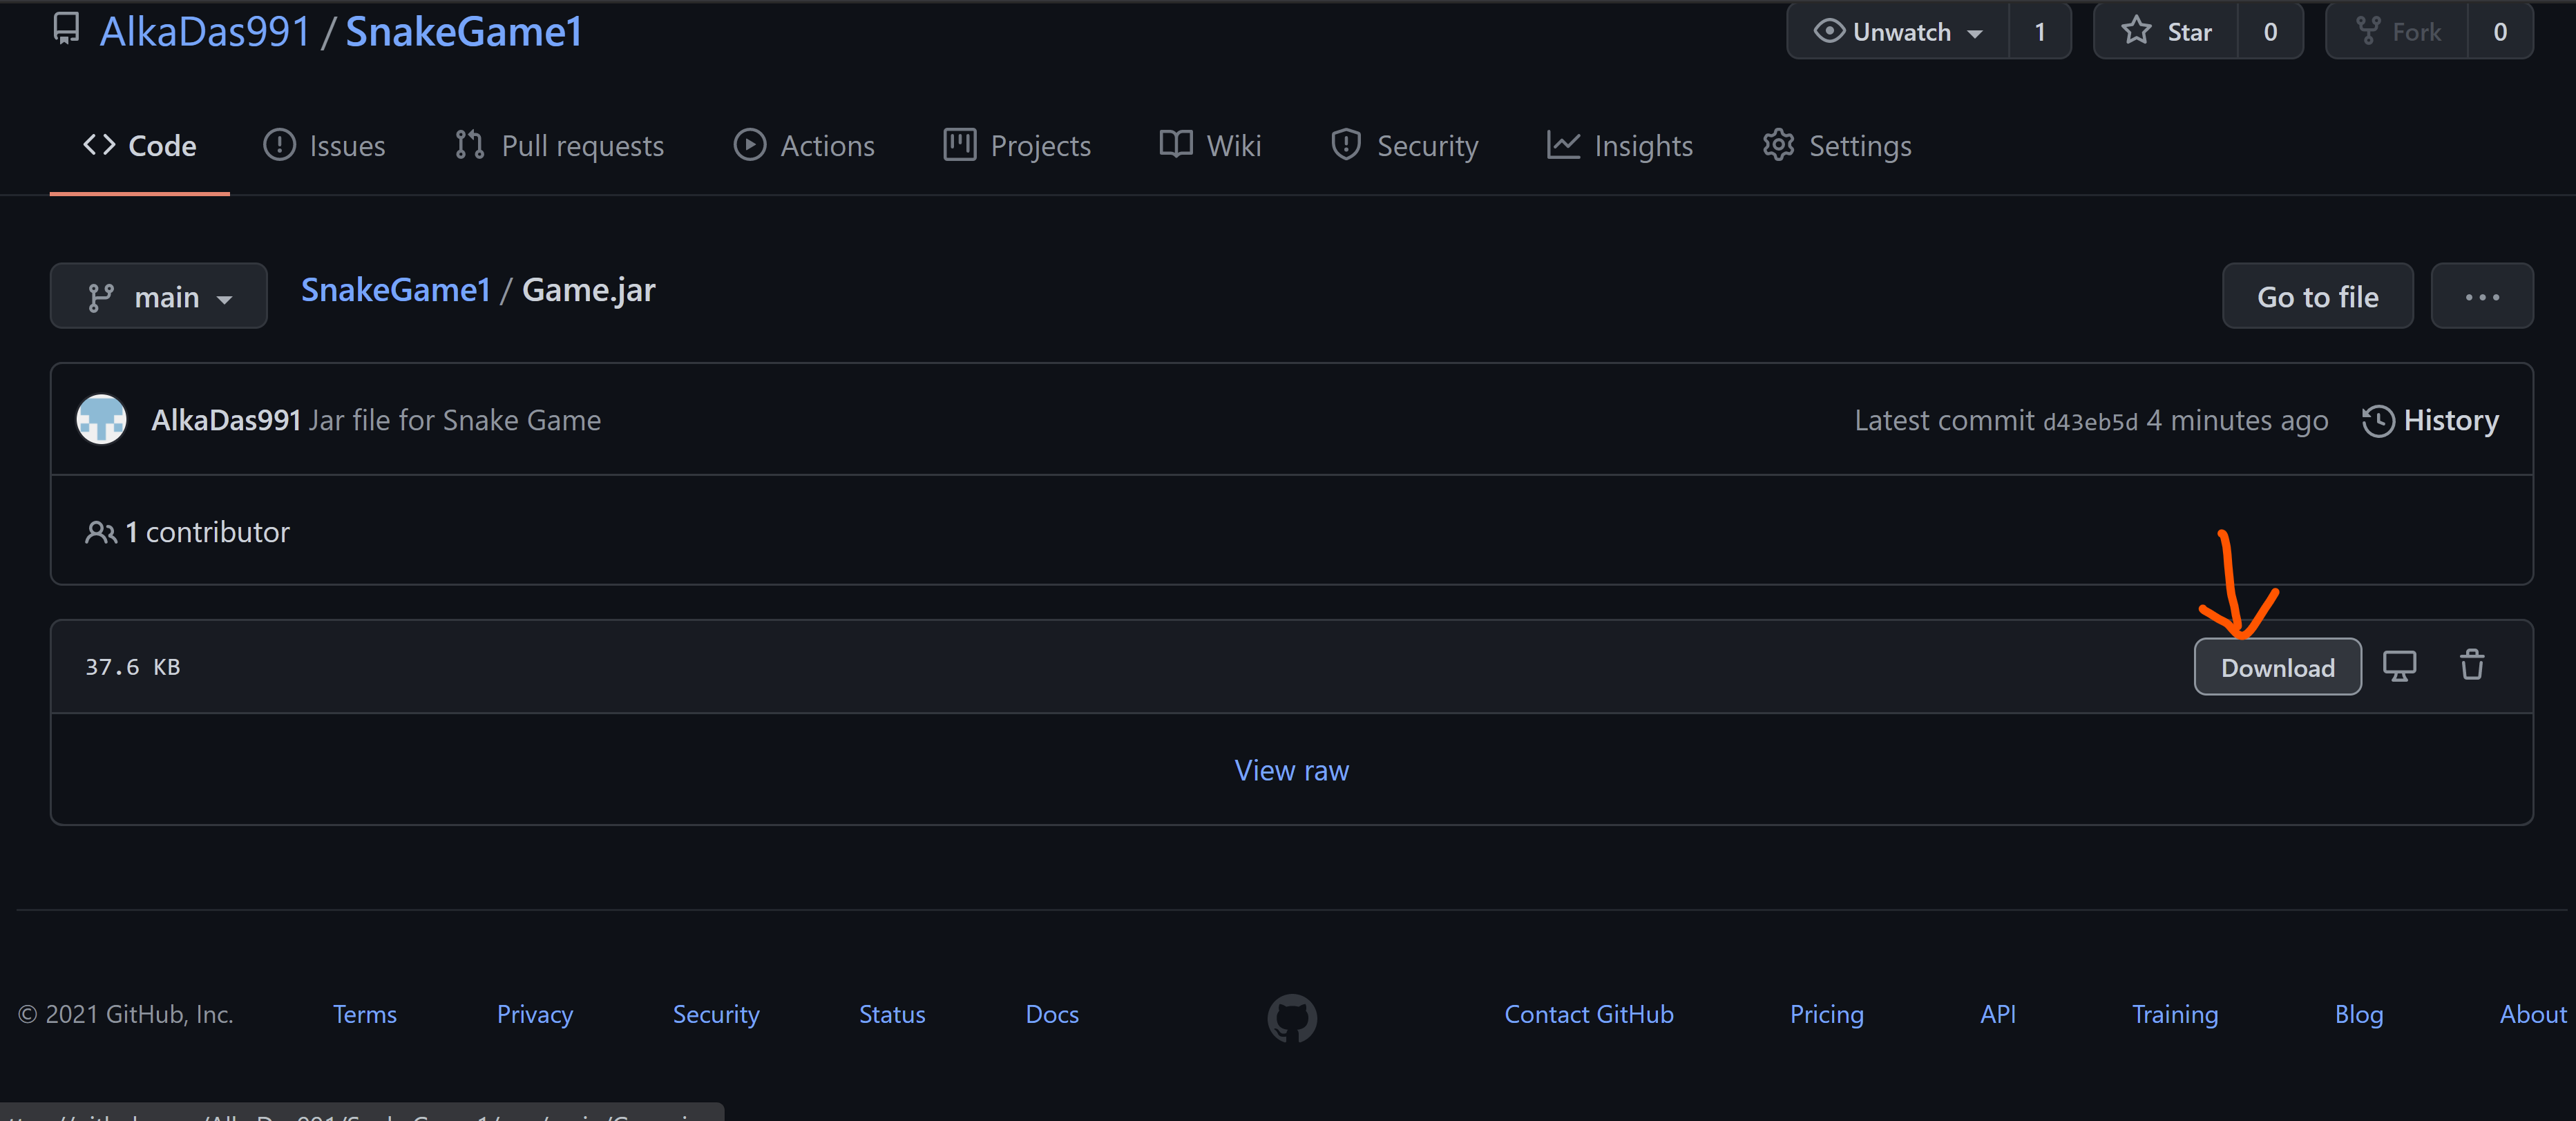 AlkaDas991 / SnakeGame1
Unwatch 1 Star 0 Fork 0
Code Issues Pull requests Actions Projects Wiki Security Insights Settings
main SnakeGame1 / Game.jar Go to file ...
AlkaDas991 Jar file for Snake Game Latest commit d43eb5d 4 minutes ago History
1 contributor
37.6 KB Download
View raw
© 2021 GitHub, Inc. Terms Privacy Security Status Docs Contact GitHub Pricing API Training Blog About